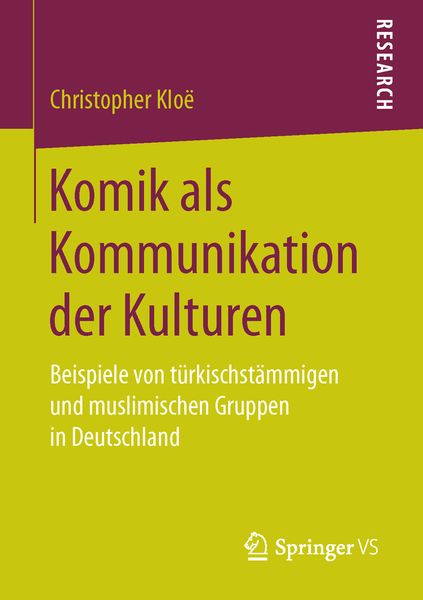 RESEARCH
Christopher Kloë
Komik als
Kommunikation
der Kulturen
Beispiele von türkischstämmigen
und muslimischen Gruppen
in Deutschland
Springer VS